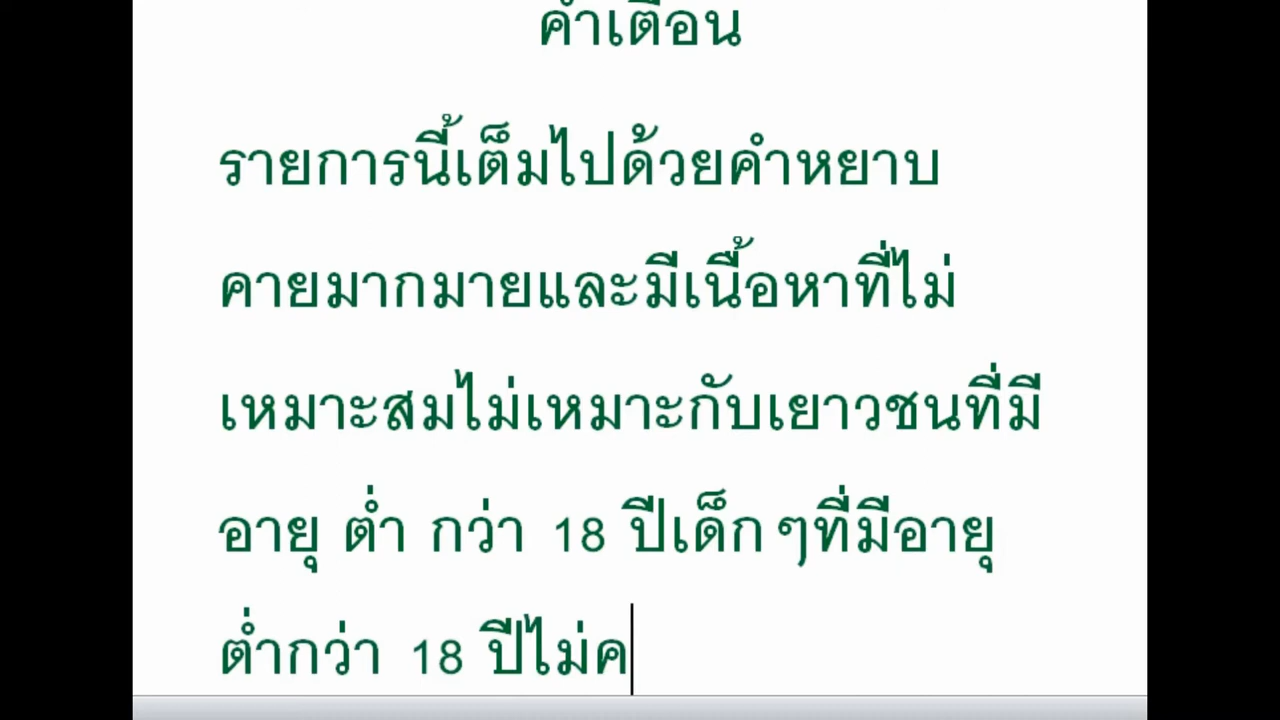 คำเตือน
รายการนี้เต็มไปด้วยคำหยาบ
คายมากมายและมีเนื้อหาที่ไม่
เหมาะสมไม่เหมาะกับเยาวชนที่มี
อายุ ต่ำ กว่า 18 ปีเด็กๆที่มีอายุ
ต่ำกว่า 18 ปีไม่ค